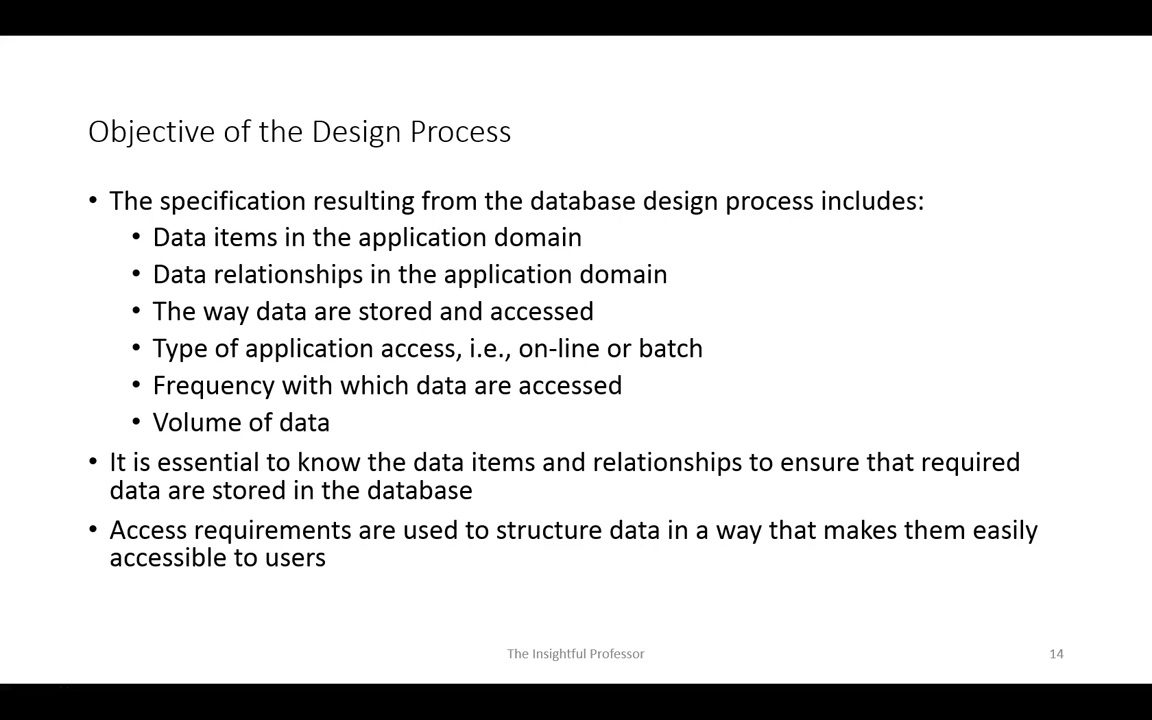 Objective of the Design Process
• The specification resulting from the database design process includes:
• Data items in the application domain
• Data relationships in the application domain
• The way data are stored and accessed
• Type of application access, i.e., on-line or batch
• Frequency with which data are accessed
• Volume of data
• It is essential to know the data items and relationships to ensure that required
data are stored in the database
• Access requirements are used to structure data in a way that makes them easily
accessible to users
The Insightful Professor
14